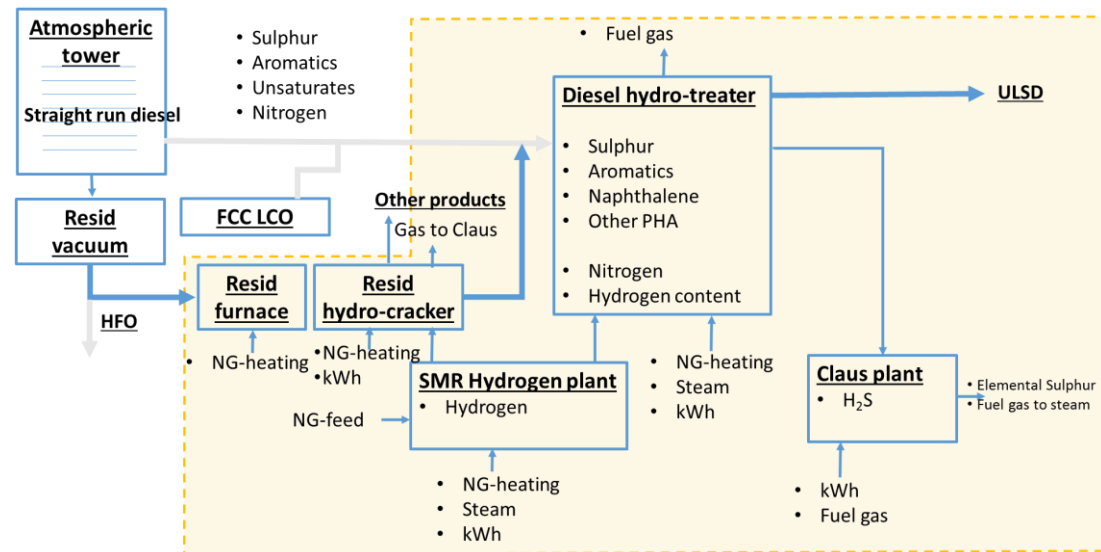 Atmospheric
tower
Straight run diesel
• Sulphur
• Aromatics
• Unsaturates
• Nitrogen
• Fuel gas
Diesel hydro-treater
• Sulphur
• Aromatics
• Naphthalene
• Other PHA
• Nitrogen
• Hydrogen content
ULSD
Resid
vacuum
FCC LCO
Other products
Gas to Claus
HFO
Resid
furnace
Resid
hydro-cracker
• NG-heating
• NG-heating
• kWh
SMR Hydrogen plant
• Hydrogen
NG-feed
• NG-heating
• Steam
• kWh
• NG-heating
• Steam
• kWh
Claus plant
• H₂S
• Elemental Sulphur
• Fuel gas to steam
• kWh
• Fuel gas